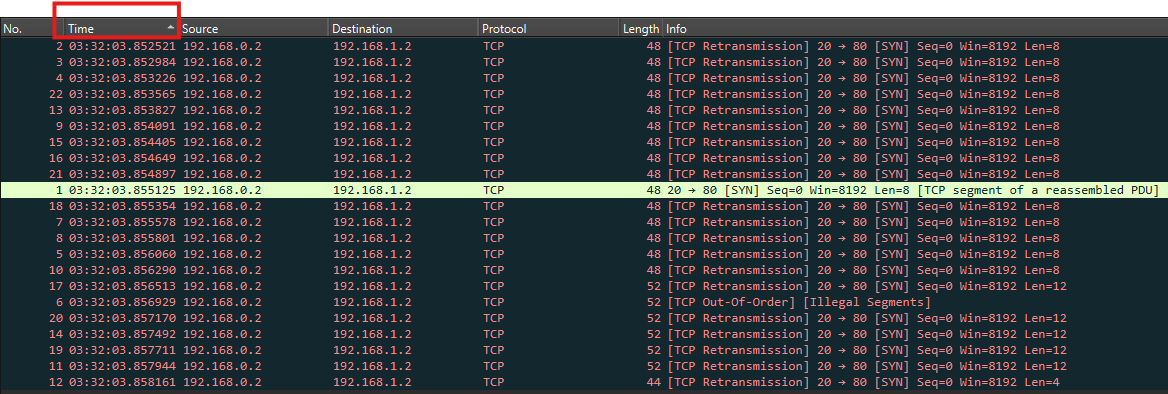 No. Time Source Destination Protocol Length Info
2 03:32:03.852521 192.168.0.2 192.168.1.2 TCP 48 [TCP Retransmission] 20 → 80 [SYN] Seq=0 Win=8192 Len=8
3 03:32:03.852984 192.168.0.2 192.168.1.2 TCP 48 [TCP Retransmission] 20 → 80 [SYN] Seq=0 Win=8192 Len=8
4 03:32:03.853226 192.168.0.2 192.168.1.2 TCP 48 [TCP Retransmission] 20 → 80 [SYN] Seq=0 Win=8192 Len=8
22 03:32:03.853565 192.168.0.2 192.168.1.2 TCP 48 [TCP Retransmission] 20 → 80 [SYN] Seq=0 Win=8192 Len=8
13 03:32:03.853827 192.168.0.2 192.168.1.2 TCP 48 [TCP Retransmission] 20 → 80 [SYN] Seq=0 Win=8192 Len=8
9 03:32:03.854091 192.168.0.2 192.168.1.2 TCP 48 [TCP Retransmission] 20 → 80 [SYN] Seq=0 Win=8192 Len=8
15 03:32:03.854405 192.168.0.2 192.168.1.2 TCP 48 [TCP Retransmission] 20 → 80 [SYN] Seq=0 Win=8192 Len=8
16 03:32:03.854649 192.168.0.2 192.168.1.2 TCP 48 [TCP Retransmission] 20 → 80 [SYN] Seq=0 Win=8192 Len=8
21 03:32:03.854897 192.168.0.2 192.168.1.2 TCP 48 [TCP Retransmission] 20 → 80 [SYN] Seq=0 Win=8192 Len=8
1 03:32:03.855125 192.168.0.2 192.168.1.2 TCP 48 20 → 80 [SYN] Seq=0 Win=8192 Len=8 [TCP segment of a reassembled PDU]
18 03:32:03.855354 192.168.0.2 192.168.1.2 TCP 48 [TCP Retransmission] 20 → 80 [SYN] Seq=0 Win=8192 Len=8
7 03:32:03.855578 192.168.0.2 192.168.1.2 TCP 48 [TCP Retransmission] 20 → 80 [SYN] Seq=0 Win=8192 Len=8
8 03:32:03.855801 192.168.0.2 192.168.1.2 TCP 48 [TCP Retransmission] 20 → 80 [SYN] Seq=0 Win=8192 Len=8
5 03:32:03.856060 192.168.0.2 192.168.1.2 TCP 48 [TCP Retransmission] 20 → 80 [SYN] Seq=0 Win=8192 Len=8
10 03:32:03.856290 192.168.0.2 192.168.1.2 TCP 48 [TCP Retransmission] 20 → 80 [SYN] Seq=0 Win=8192 Len=8
17 03:32:03.856513 192.168.0.2 192.168.1.2 TCP 52 [TCP Retransmission] 20 → 80 [SYN] Seq=0 Win=8192 Len=12
6 03:32:03.856929 192.168.0.2 192.168.1.2 TCP 52 [TCP Out-Of-Order] [Illegal Segments]
20 03:32:03.857170 192.168.0.2 192.168.1.2 TCP 52 [TCP Retransmission] 20 → 80 [SYN] Seq=0 Win=8192 Len=12
14 03:32:03.857492 192.168.0.2 192.168.1.2 TCP 52 [TCP Retransmission] 20 → 80 [SYN] Seq=0 Win=8192 Len=12
19 03:32:03.857711 192.168.0.2 192.168.1.2 TCP 52 [TCP Retransmission] 20 → 80 [SYN] Seq=0 Win=8192 Len=12
11 03:32:03.857944 192.168.0.2 192.168.1.2 TCP 52 [TCP Retransmission] 20 → 80 [SYN] Seq=0 Win=8192 Len=12
12 03:32:03.858161 192.168.0.2 192.168.1.2 TCP 44 [TCP Retransmission] 20 → 80 [SYN] Seq=0 Win=8192 Len=4